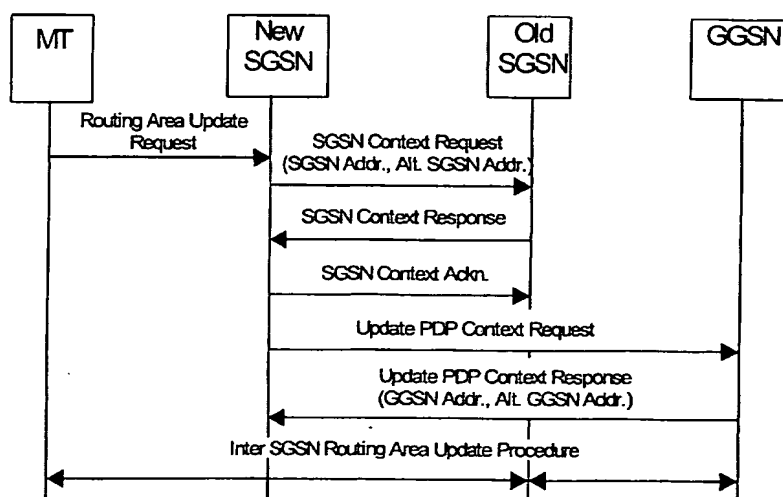 MT
New
SGSN
Old
SGSN
GGSN
Routing Area Update
Request
SGSN Context Request
(SGSN Addr., Alt. SGSN Addr.)
SGSN Context Response
SGSN Context Ackn.
Update PDP Context Request
Update PDP Context Response
(GGSN Addr., Alt. GGSN Addr.)
Inter SGSN Routing Area Update Procedure